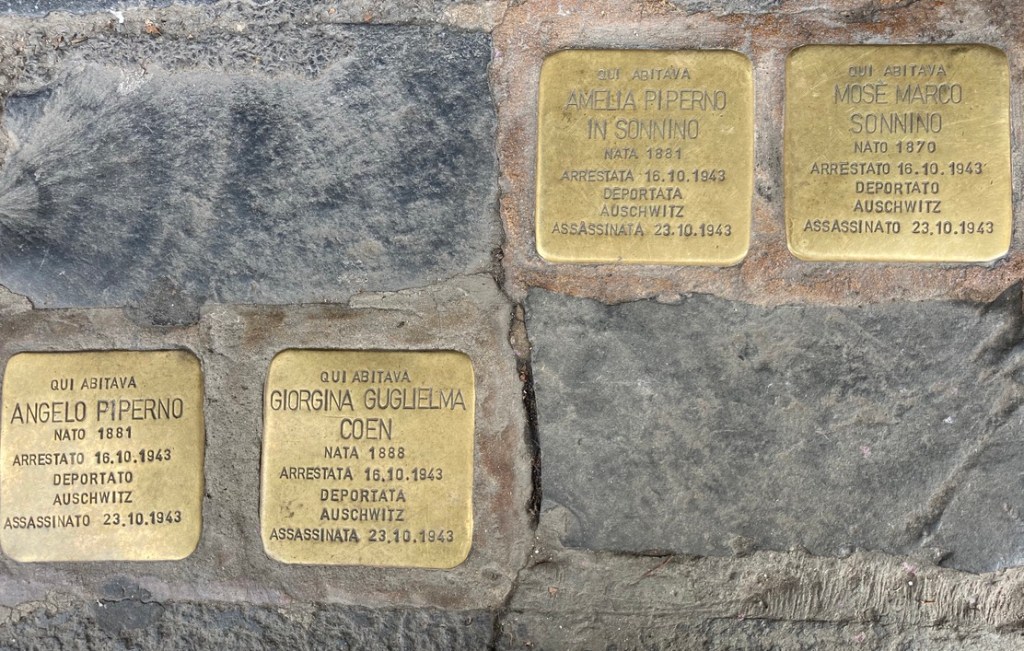 QUI ABITAVA
AMELIA PIPERNO
IN SONNINO
NATA 1881
ARRESTATA 16.10.1943
DEPORTATA
AUSCHWITZ
ASSASSINATA 23.10.1943
QUI ABITAVA
MOSÈ MARCO
SONNINO
NATO 1870
ARRESTATO 16.10.1943
DEPORTATO
AUSCHWITZ
ASSASSINATO 23.10.1943
QUI ABITAVA
ANGELO PIPERNO
NATO 1881
ARRESTATO 16.10.1943
DEPORTATO
AUSCHWITZ
ASSASSINATO 23.10.1943
QUI ABITAVA
GIORGINA GUGLIELMA
COEN
NATA 1888
ARRESTATA 16.10.1943
DEPORTATA
AUSCHWITZ
ASSASSINATA 23.10.1943